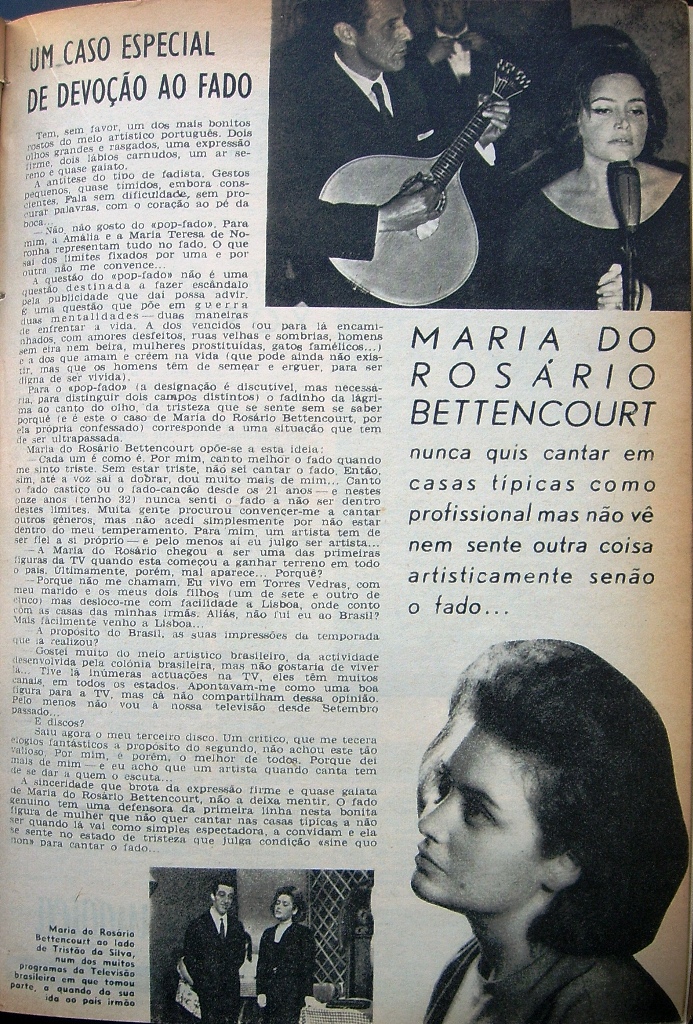 UM CASO ESPECIAL
DE DEVOÇÃO AO FADO
Tem, sem favor, um dos mais bonitos
rostos do meio artístico português. Dois
olhos grandes e rasgados, uma expressão
firme, dois lábios carnudos, um ar se-
reno e quase gaiato.
A antítese do tipo de fadista. Gestos
pequenos, quase tímidos, embora cons-
cientes. Fala sem dificuldade, sem pro-
curar palavras, com o coração ao pé da
boca...
— Não, não gosto do «pop-fado». Para
mim, a Amália e a Maria Teresa de No-
ronha representam tudo no fado. O que
sai dos limites fixados por uma e por
outra não me convence...
A questão do «pop-fado» não é uma
questão destinada a fazer escândalo
pela publicidade que daí possa advir.
É uma questão que põe em guerra
duas mentalidades — duas maneiras
de enfrentar a vida. A dos vencidos (ou para lá encami-
nhados, com amores desfeitos, ruas velhas e sombrias, homens
sem eira nem beira, mulheres prostituídas, gatos famélicos...)
e a dos que amam e crêem na vida (que pode ainda não exis-
tir, mas que os homens têm de semear e erguer, para ser
digna de ser vivida).
Para o «pop-fado» (a designação é discutível, mas necessá-
ria, para distinguir dois campos distintos) o fadinho da lágri-
ma ao canto do olho, da tristeza que se sente sem se saber
porquê (e é este o caso de Maria do Rosário Bettencourt, por
ela própria confessado) corresponde a uma situação que tem
de ser ultrapassada.
Maria do Rosário Bettencourt opõe-se a esta ideia:
— Cada um é como é. Por mim, canto melhor o fado quando
me sinto triste. Sem estar triste, não sei cantar o fado. Então,
sim, até a voz sai a dobrar, dou muito mais de mim... Canto
o fado castiço ou o fado-canção desde os 21 anos — e nestes
onze anos (tenho 32) nunca senti o fado a não ser dentro
destes limites. Muita gente procurou convencer-me a cantar
outros géneros, mas não acedi simplesmente por não estar
dentro do meu temperamento. Para mim, um artista tem de
ser fiel a si próprio — e pelo menos aí eu julgo ser artista...
— A Maria do Rosário chegou a ser uma das primeiras
figuras da TV quando esta começou a ganhar terreno em todo
o país. Ultimamente, porém, mal aparece... Porquê?
— Porque não me chamam. Eu vivo em Torres Vedras, com
meu marido e os meus dois filhos (um de sete e outro de
cinco) mas desloco-me com facilidade a Lisboa, onde conto
com as casas das minhas irmãs. Aliás, não fui eu ao Brasil?
Mais facilmente venho a Lisboa...
— A propósito do Brasil, as suas impressões da temporada
que lá realizou?
— Gostei muito do meio artístico brasileiro, da actividade
desenvolvida pela colónia brasileira, mas não gostaria de viver
lá... Tive lá inúmeras actuações na TV, eles têm muitos
canais, em todos os estados. Apontavam-me como uma boa
figura para a TV, mas cá não compartilham dessa opinião.
Pelo menos não vou à nossa televisão desde Setembro
passado...
— E discos?
— Saiu agora o meu terceiro disco. Um crítico, que me tecera
elogios fantásticos a propósito do segundo, não achou este tão
valioso. Por mim, é porém, o melhor de todos. Porque dei
mais de mim — e eu acho que um artista quando canta tem
de se dar a quem o escuta...
A sinceridade que brota da expressão firme e quase gaiata
de Maria do Rosário Bettencourt, não a deixa mentir. O fado
genuíno tem uma defensora da primeira linha nesta bonita
figura de mulher que não quer cantar nas casas típicas a não
ser quando lá vai como simples espectadora, a convidam e ela
se sente no estado de tristeza que julga condição «sine quo
non» para cantar o fado...
MARIA DO
ROSÁRIO
BETTENCOURT
nunca quis cantar em
casas típicas como
profissional mas não vê
nem sente outra coisa
artisticamente senão
o fado...
Maria do Rosário
Bettencourt ao lado
de Tristão da Silva,
num dos muitos
programas da Televisão
brasileira em que tomou
parte, a quando da sua
ida ao país irmão